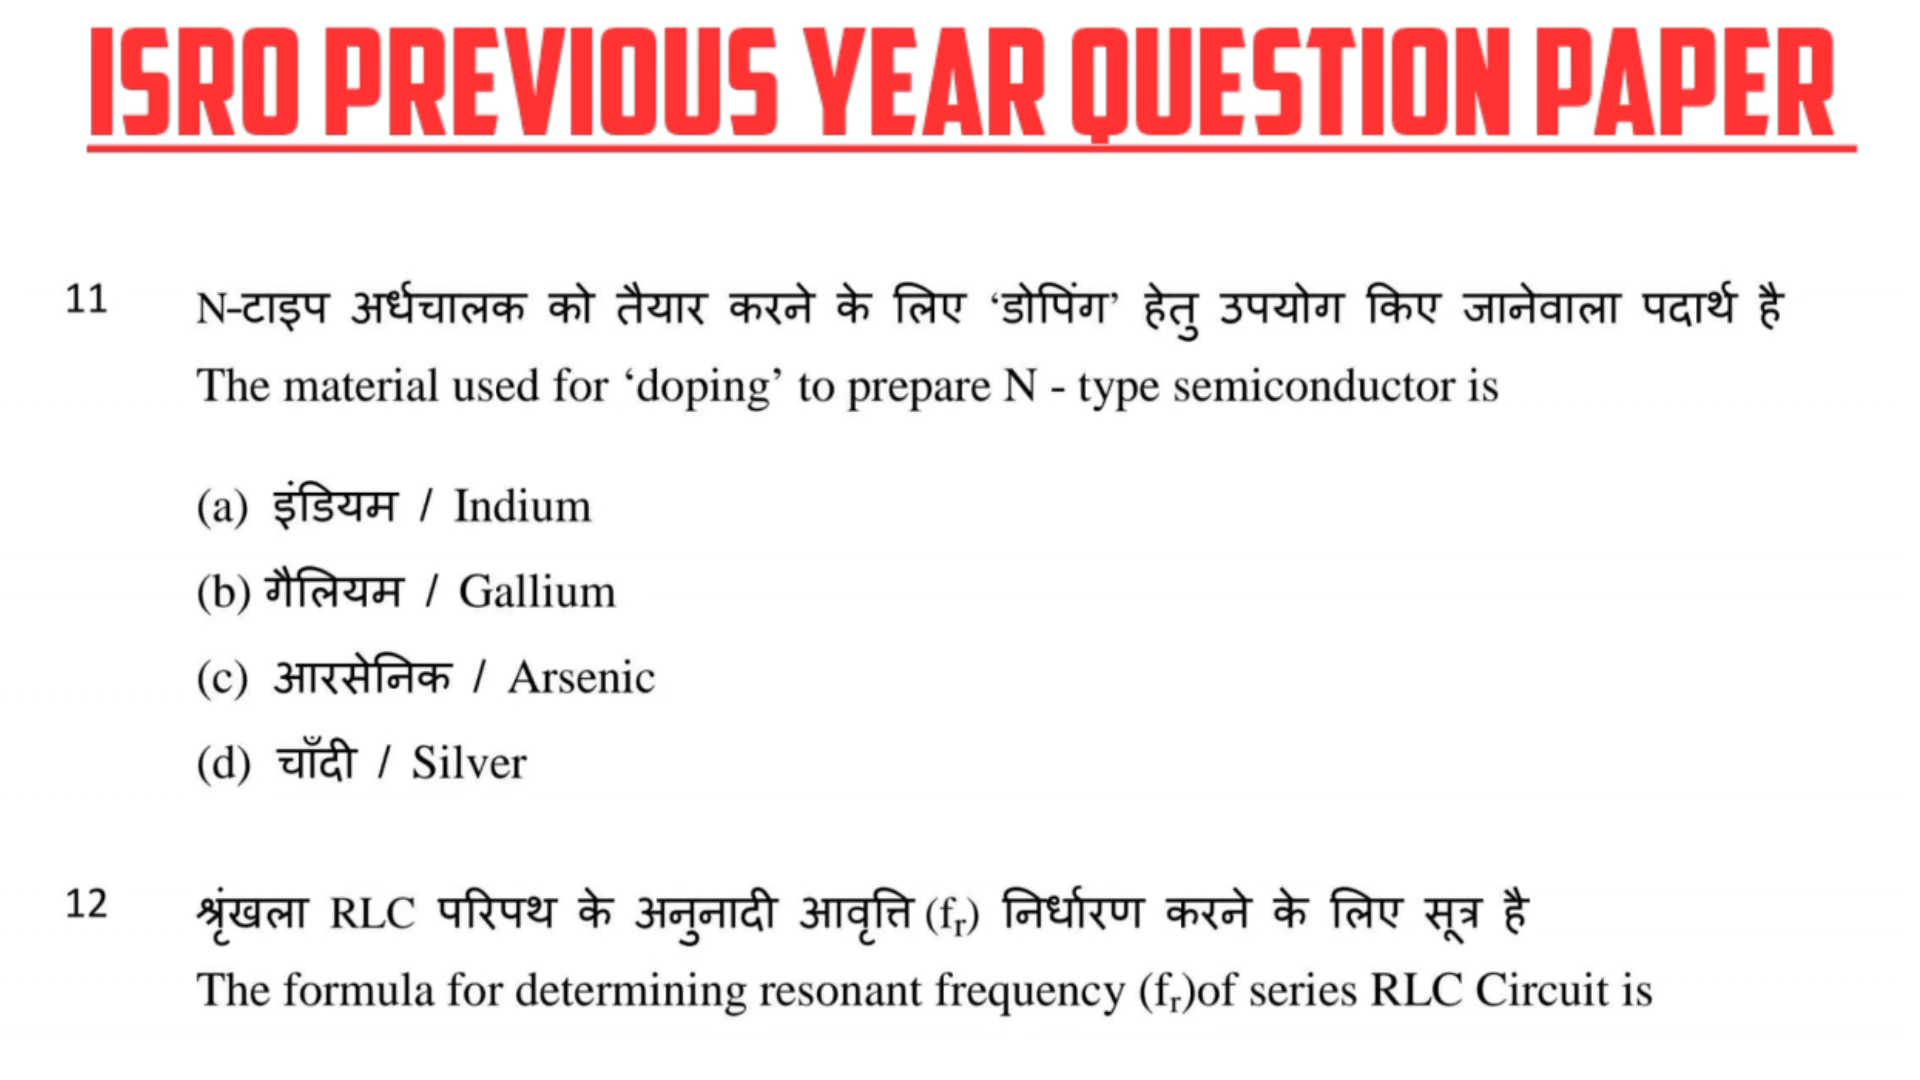 ISRO PREVIOUS YEAR QUESTION PAPER
11 N-टाइप अर्धचालक को तैयार करने के लिए ‘डोपिंग’ हेतु उपयोग किए जानेवाला पदार्थ है
The material used for ‘doping’ to prepare N - type semiconductor is
(a) इंडियम / Indium
(b) गैलियम / Gallium
(c) आरसेनिक / Arsenic
(d) चाँदी / Silver
12 श्रृंखला RLC परिपथ के अनुनादी आवृत्ति (fᵣ) निर्धारण करने के लिए सूत्र है
The formula for determining resonant frequency (fᵣ)of series RLC Circuit is